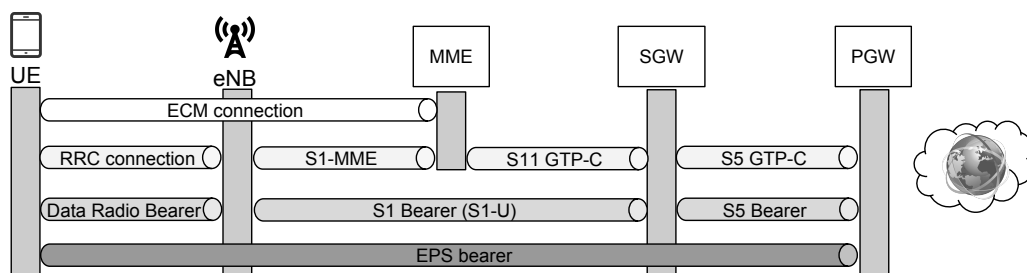 UE
eNB
MME
SGW
PGW
ECM connection
RRC connection
S1-MME
S11 GTP-C
S5 GTP-C
Data Radio Bearer
S1 Bearer (S1-U)
S5 Bearer
EPS bearer